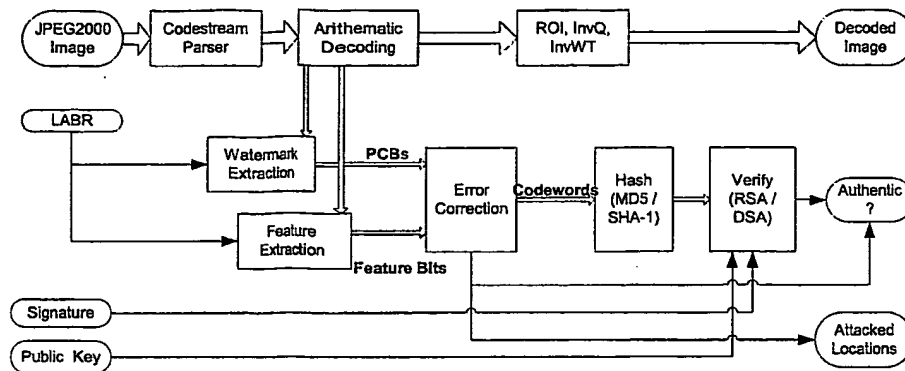 JPEG2000
Image
Codestream
Parser
Arithematic
Decoding
ROI, InvQ,
InvWT
Decoded
Image
LABR
Watermark
Extraction
PCBs
Feature
Extraction
Feature Bits
Error
Correction
Codewords
Hash
(MD5 /
SHA-1)
Verify
(RSA /
DSA)
Authentic
?
Signature
Public Key
Attacked
Locations